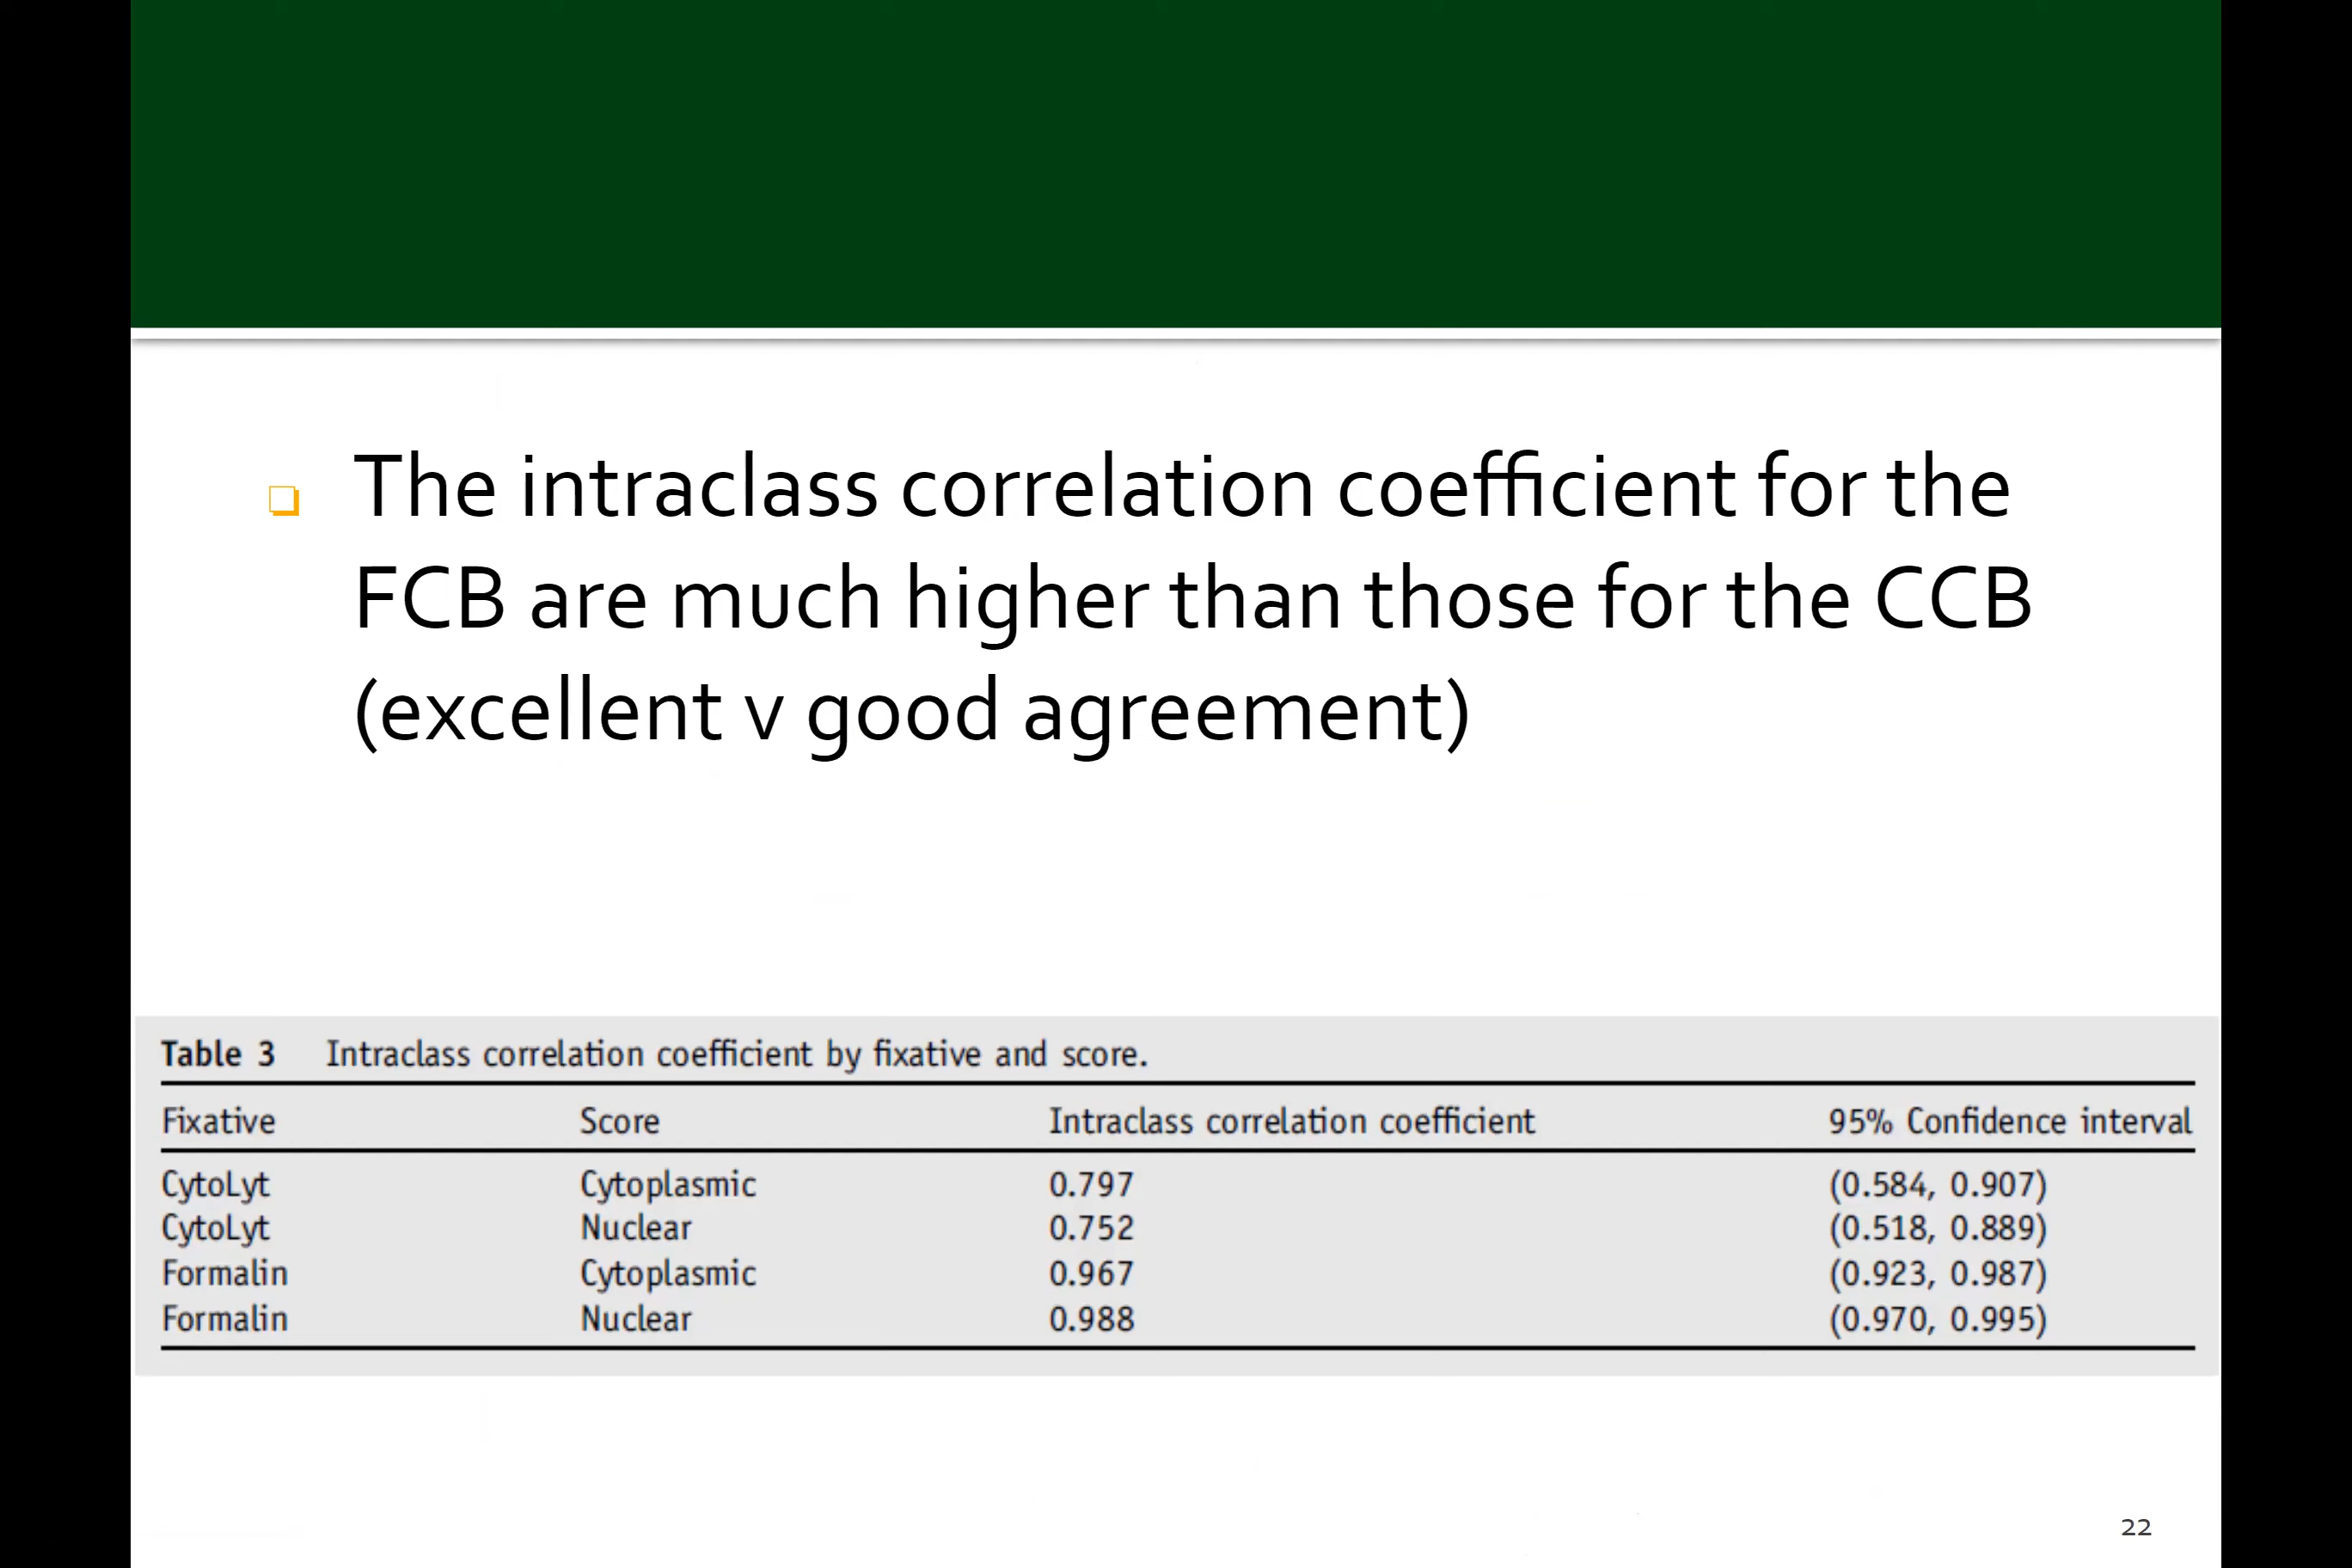 The intraclass correlation coefficient for the
FCB are much higher than those for the CCB
(excellent v good agreement)
Table 3 Intraclass correlation coefficient by fixative and score.
Fixative Score Intraclass correlation coefficient 95% Confidence interval
CytoLyt Cytoplasmic 0.797 (0.584, 0.907)
CytoLyt Nuclear 0.752 (0.518, 0.889)
Formalin Cytoplasmic 0.967 (0.923, 0.987)
Formalin Nuclear 0.988 (0.970, 0.995)
22